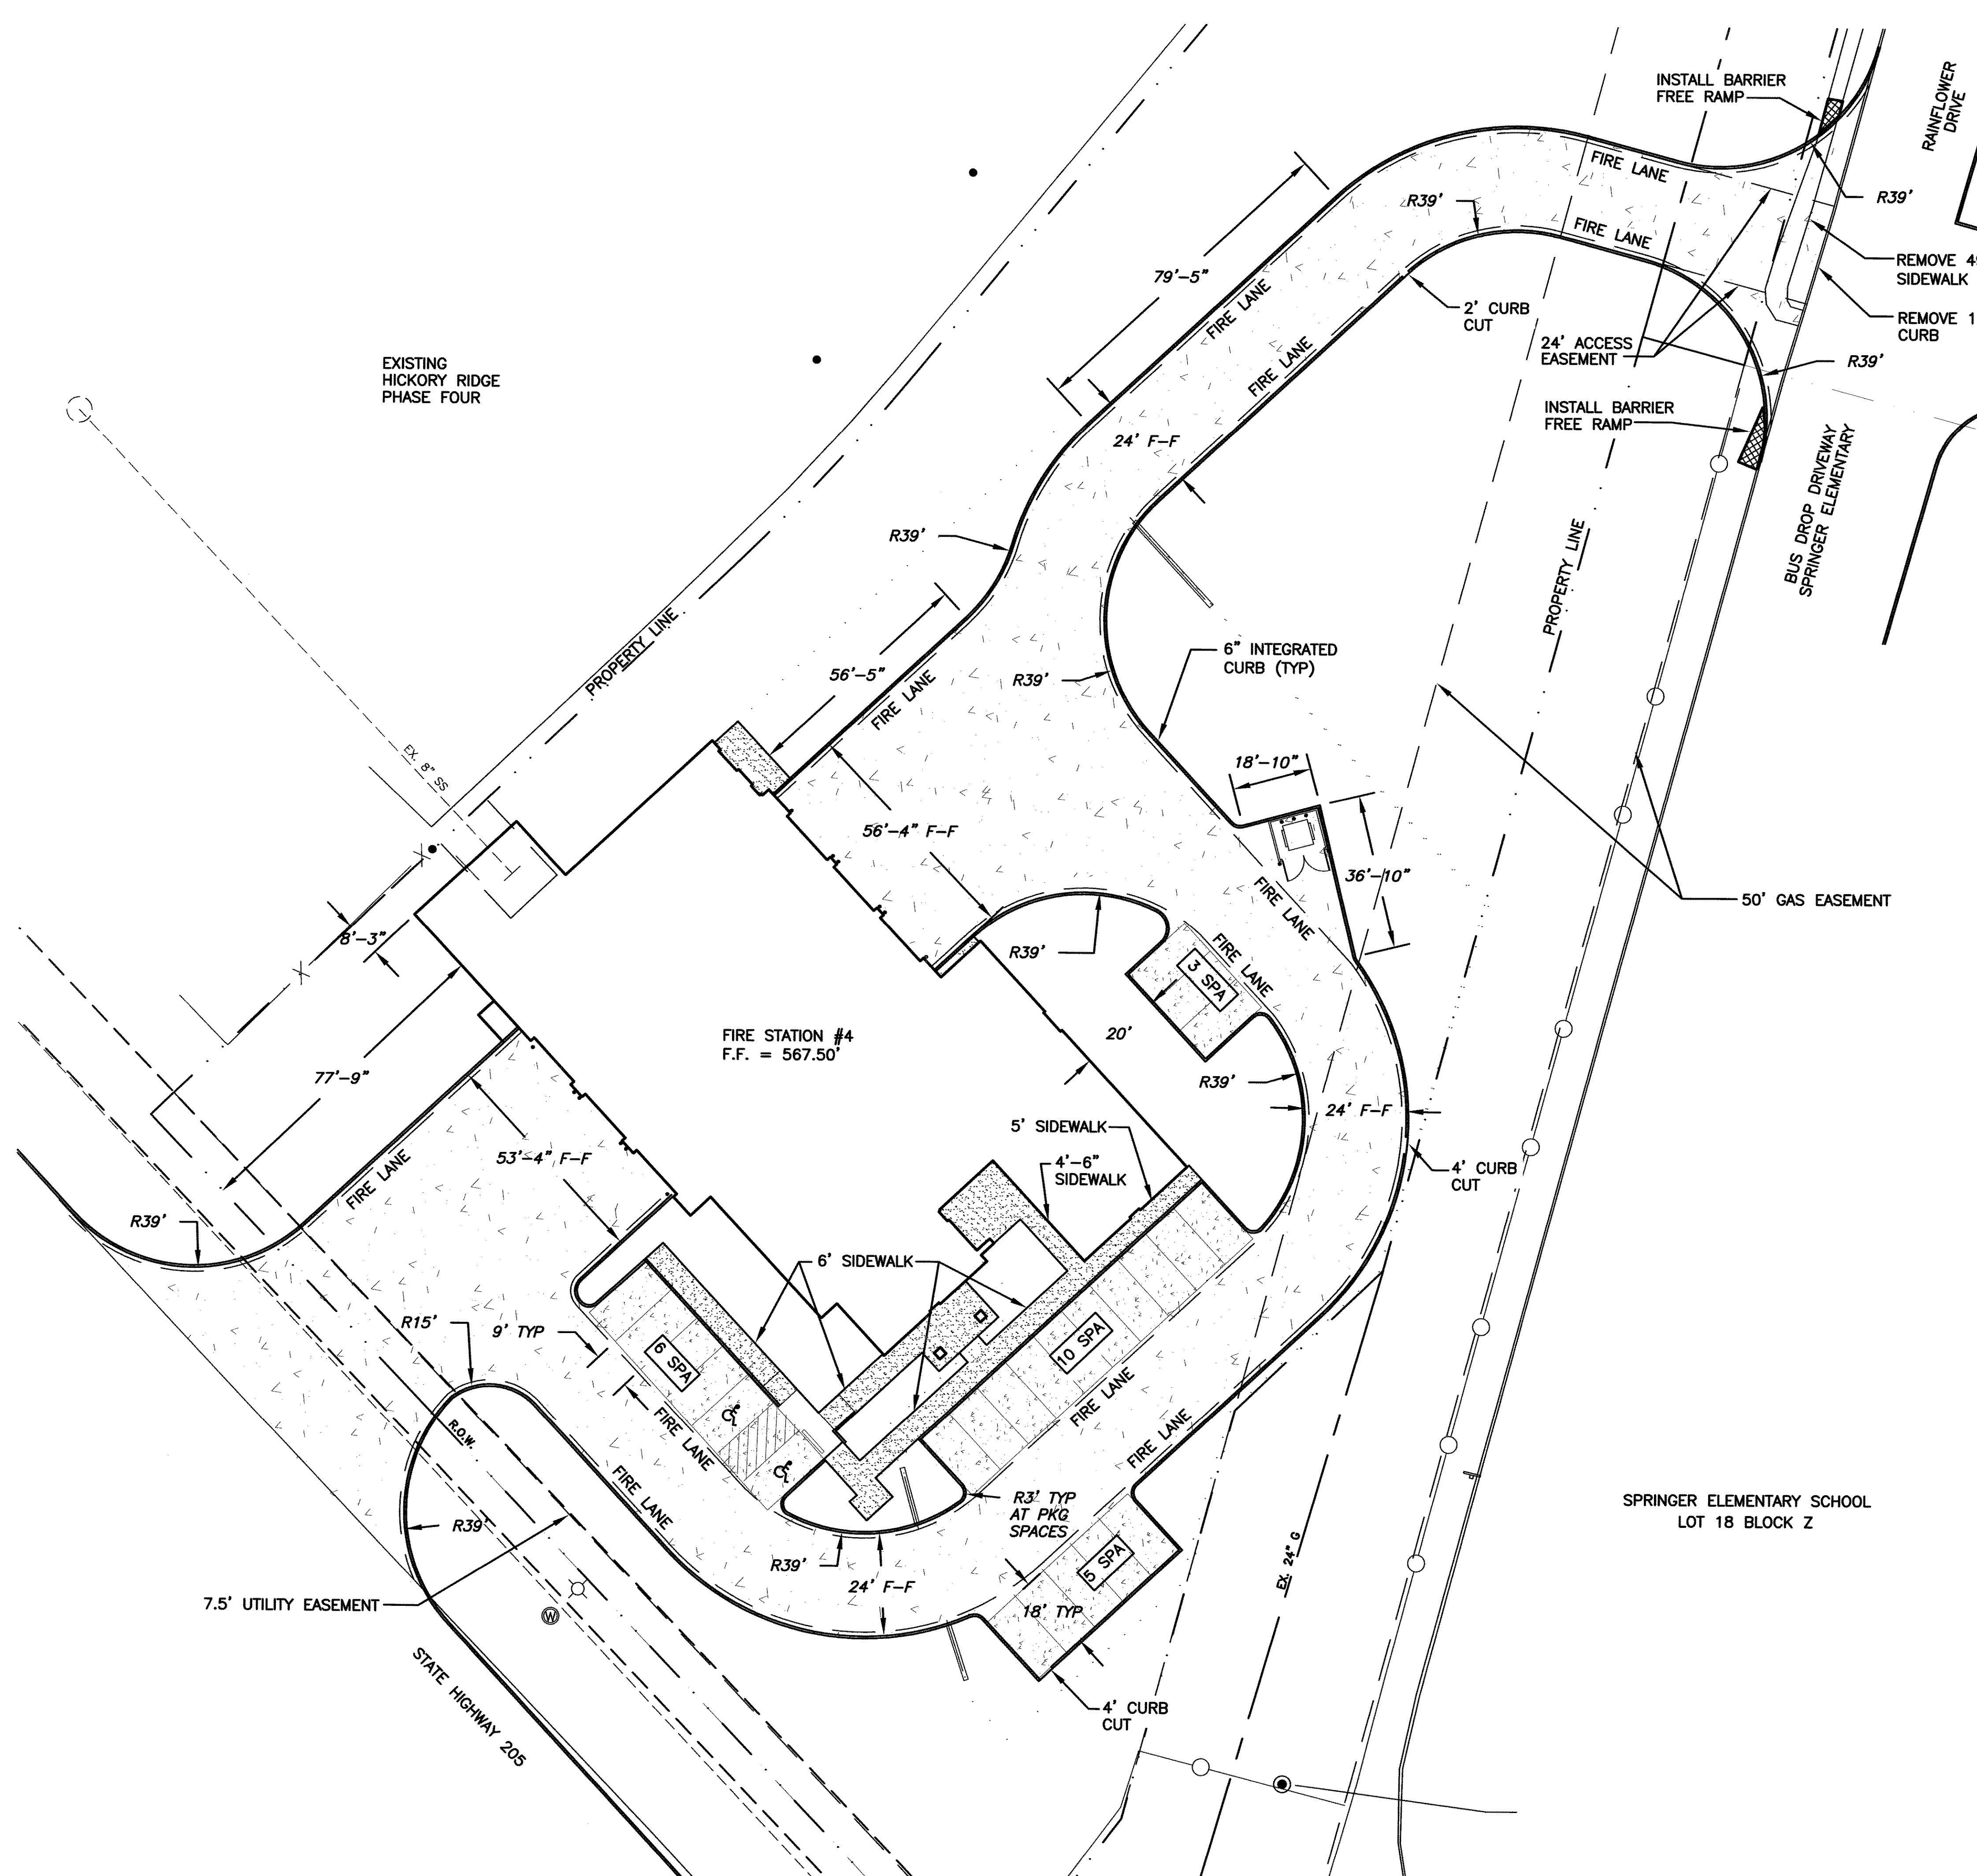 INSTALL BARRIER
FREE RAMP
RAINFLOWER
DRIVE
FIRE LANE
R39'
R39'
FIRE LANE
REMOVE
SIDEWALK
79'-5"
FIRE LANE
2' CURB
CUT
REMOVE
CURB
24' ACCESS
EASEMENT
R39'
FIRE LANE
EXISTING
HICKORY RIDGE
PHASE FOUR
INSTALL BARRIER
FREE RAMP
24' F-F
BUS DROP DRIVEWAY
SPRINGER ELEMENTARY
R39'
PROPERTY LINE
PROPERTY LINE
6" INTEGRATED
CURB (TYP)
56'-5"
R39'
FIRE LANE
EX. 8" SS
18'-10"
56'-4" F-F
36'-10"
FIRE LANE
50' GAS EASEMENT
8'-3"
R39'
FIRE LANE
3 SPA
FIRE STATION #4
F.F. = 567.50'
20'
77'-9"
R39'
24' F-F
5' SIDEWALK
53'-4" F-F
4'-6"
SIDEWALK
4' CURB
CUT
FIRE LANE
R39'
6' SIDEWALK
R15'
9' TYP
6 SPA
10 SPA
FIRE LANE
FIRE LANE
R.O.W.
FIRE LANE
FIRE LANE
R3' TYP
AT PKG
SPACES
SPRINGER ELEMENTARY SCHOOL
LOT 18 BLOCK Z
R39'
R39'
5 SPA
EX. 24" G
24' F-F
7.5' UTILITY EASEMENT
W
18' TYP
STATE HIGHWAY 205
4' CURB
CUT